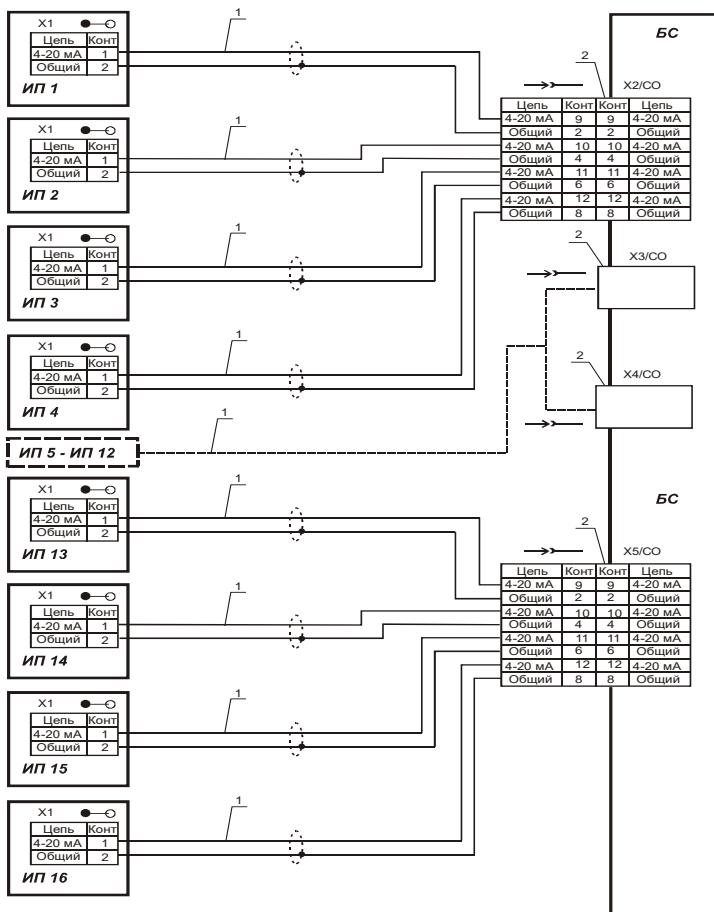 X1
Цепь Конт
4-20 мА 1
Общий 2
ИП 1
1
X1
Цепь Конт
4-20 мА 1
Общий 2
ИП 2
1
X1
Цепь Конт
4-20 мА 1
Общий 2
ИП 3
1
X1
Цепь Конт
4-20 мА 1
Общий 2
ИП 4
1
ИП 5 - ИП 12
1
X1
Цепь Конт
4-20 мА 1
Общий 2
ИП 13
1
X1
Цепь Конт
4-20 мА 1
Общий 2
ИП 14
1
X1
Цепь Конт
4-20 мА 1
Общий 2
ИП 15
1
X1
Цепь Конт
4-20 мА 1
Общий 2
ИП 16
1
БС
2
X2/СО
Цепь Конт Конт Цепь
4-20 мА 9 9 4-20 мА
Общий 2 2 Общий
4-20 мА 10 10 4-20 мА
Общий 4 4 Общий
4-20 мА 11 11 4-20 мА
Общий 6 6 Общий
4-20 мА 12 12 4-20 мА
Общий 8 8 Общий
2
X3/СО
2
X4/СО
БС
2
X5/СО
Цепь Конт Конт Цепь
4-20 мА 9 9 4-20 мА
Общий 2 2 Общий
4-20 мА 10 10 4-20 мА
Общий 4 4 Общий
4-20 мА 11 11 4-20 мА
Общий 6 6 Общий
4-20 мА 12 12 4-20 мА
Общий 8 8 Общий